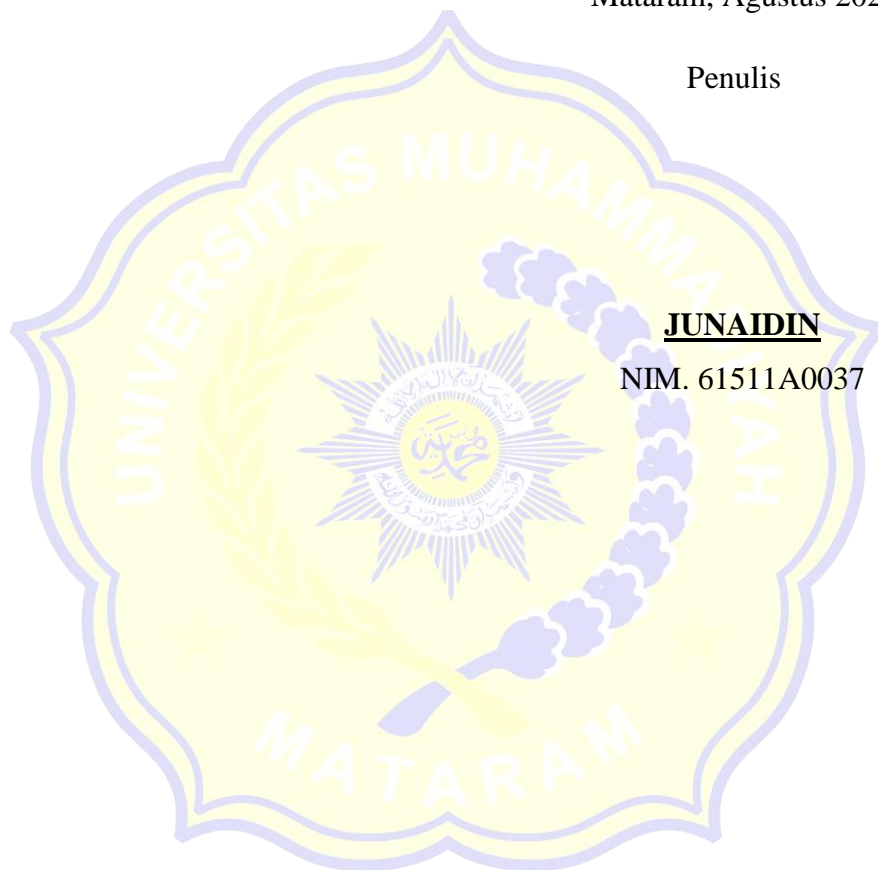 Mataram, Agustus 202
Penulis
JUNAIDIN
NIM. 61511A0037
UNIVERSITAS MUHAMMADIYAH
MATARAM